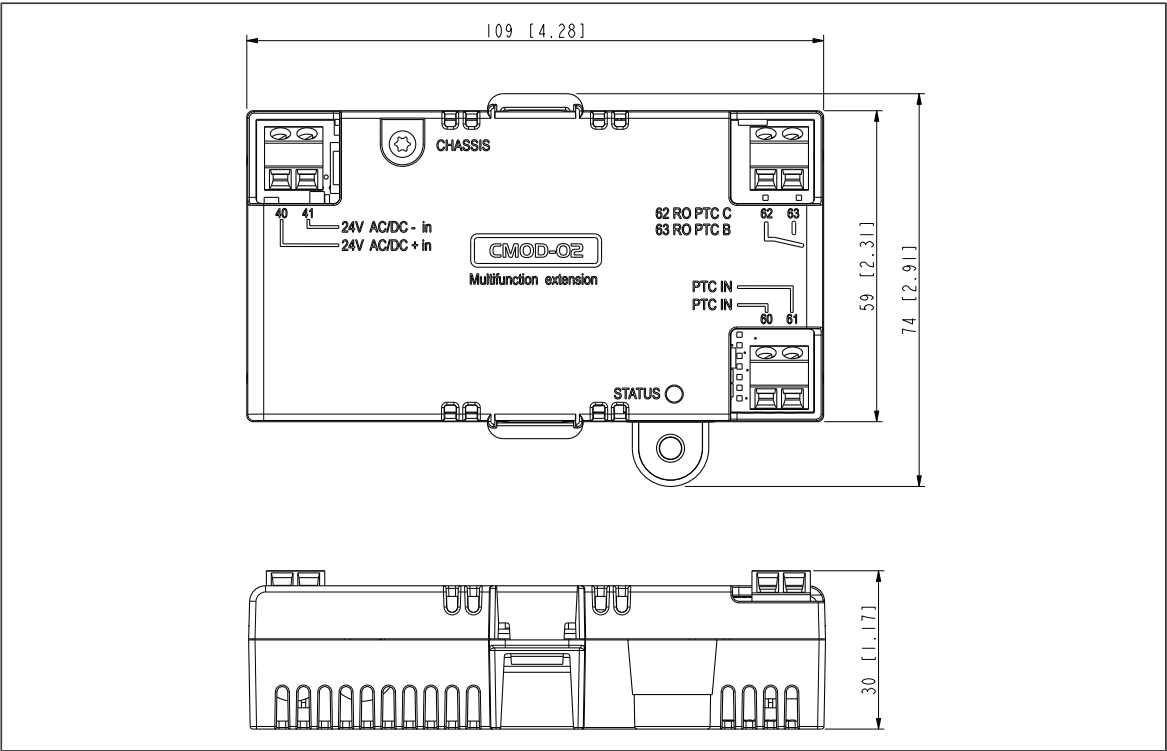 109 [4.28]
CHASSIS
40 41
24V AC/DC - in
24V AC/DC + in
62 RO PTC C
63 RO PTC B
62 63
CMOD-02
Multifunction extension
PTC IN
PTC IN
60 61
STATUS
59 [2.31]
74 [2.91]
30 [1.17]